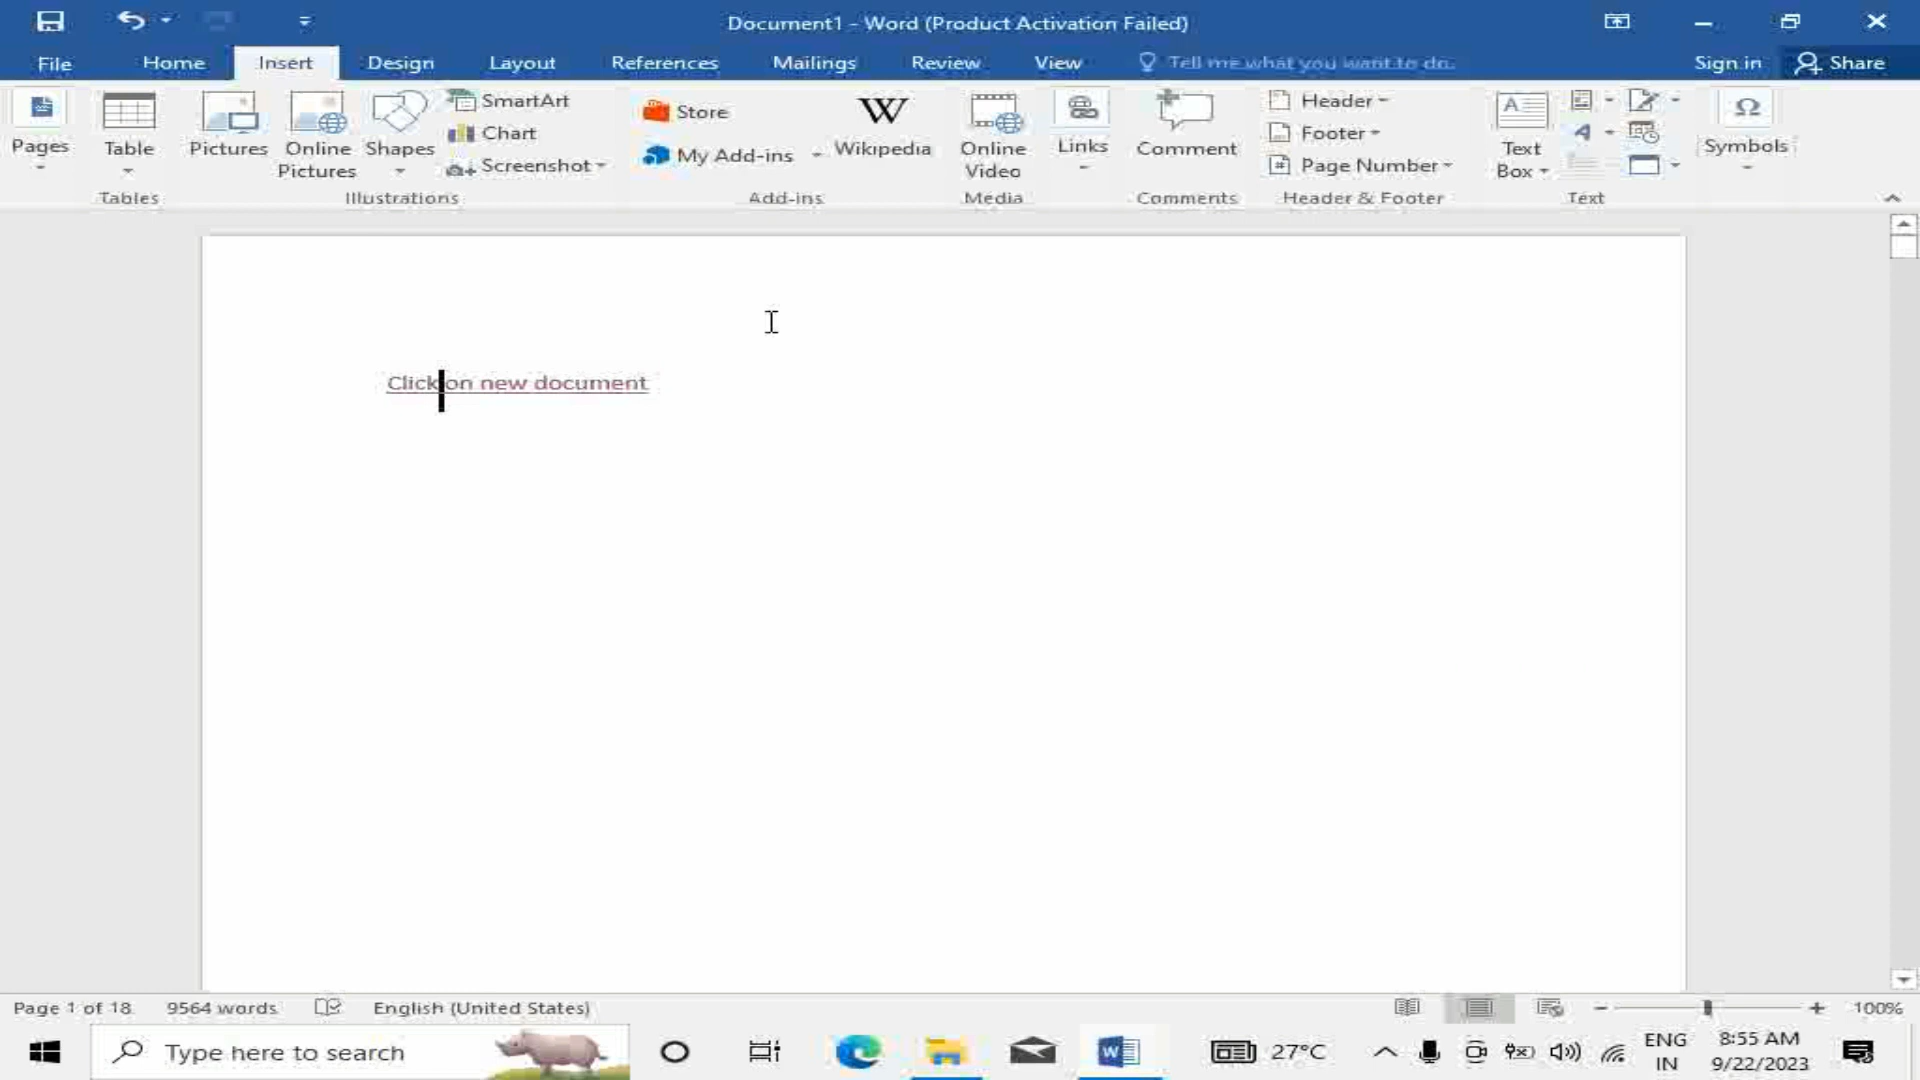 Document1 - Word (Product Activation Failed)
File Home Insert Design Layout References Mailings Review View Tell me what you want to do. Sign in Share
Pages
Table
Pictures
Online Pictures
Shapes
SmartArt
Chart
Screenshot
Store
My Add-ins
W
Wikipedia
Online Video
Links
Comment
Header
Footer
Page Number
A
Text Box
A
Ω
Symbols
Tables Illustrations Add-ins Media Comments Header & Footer Text
Click on new document
Page 1 of 18 9564 words English (United States) 100%
Type here to search
W
27°C
ENG
IN
8:55 AM
9/22/2023